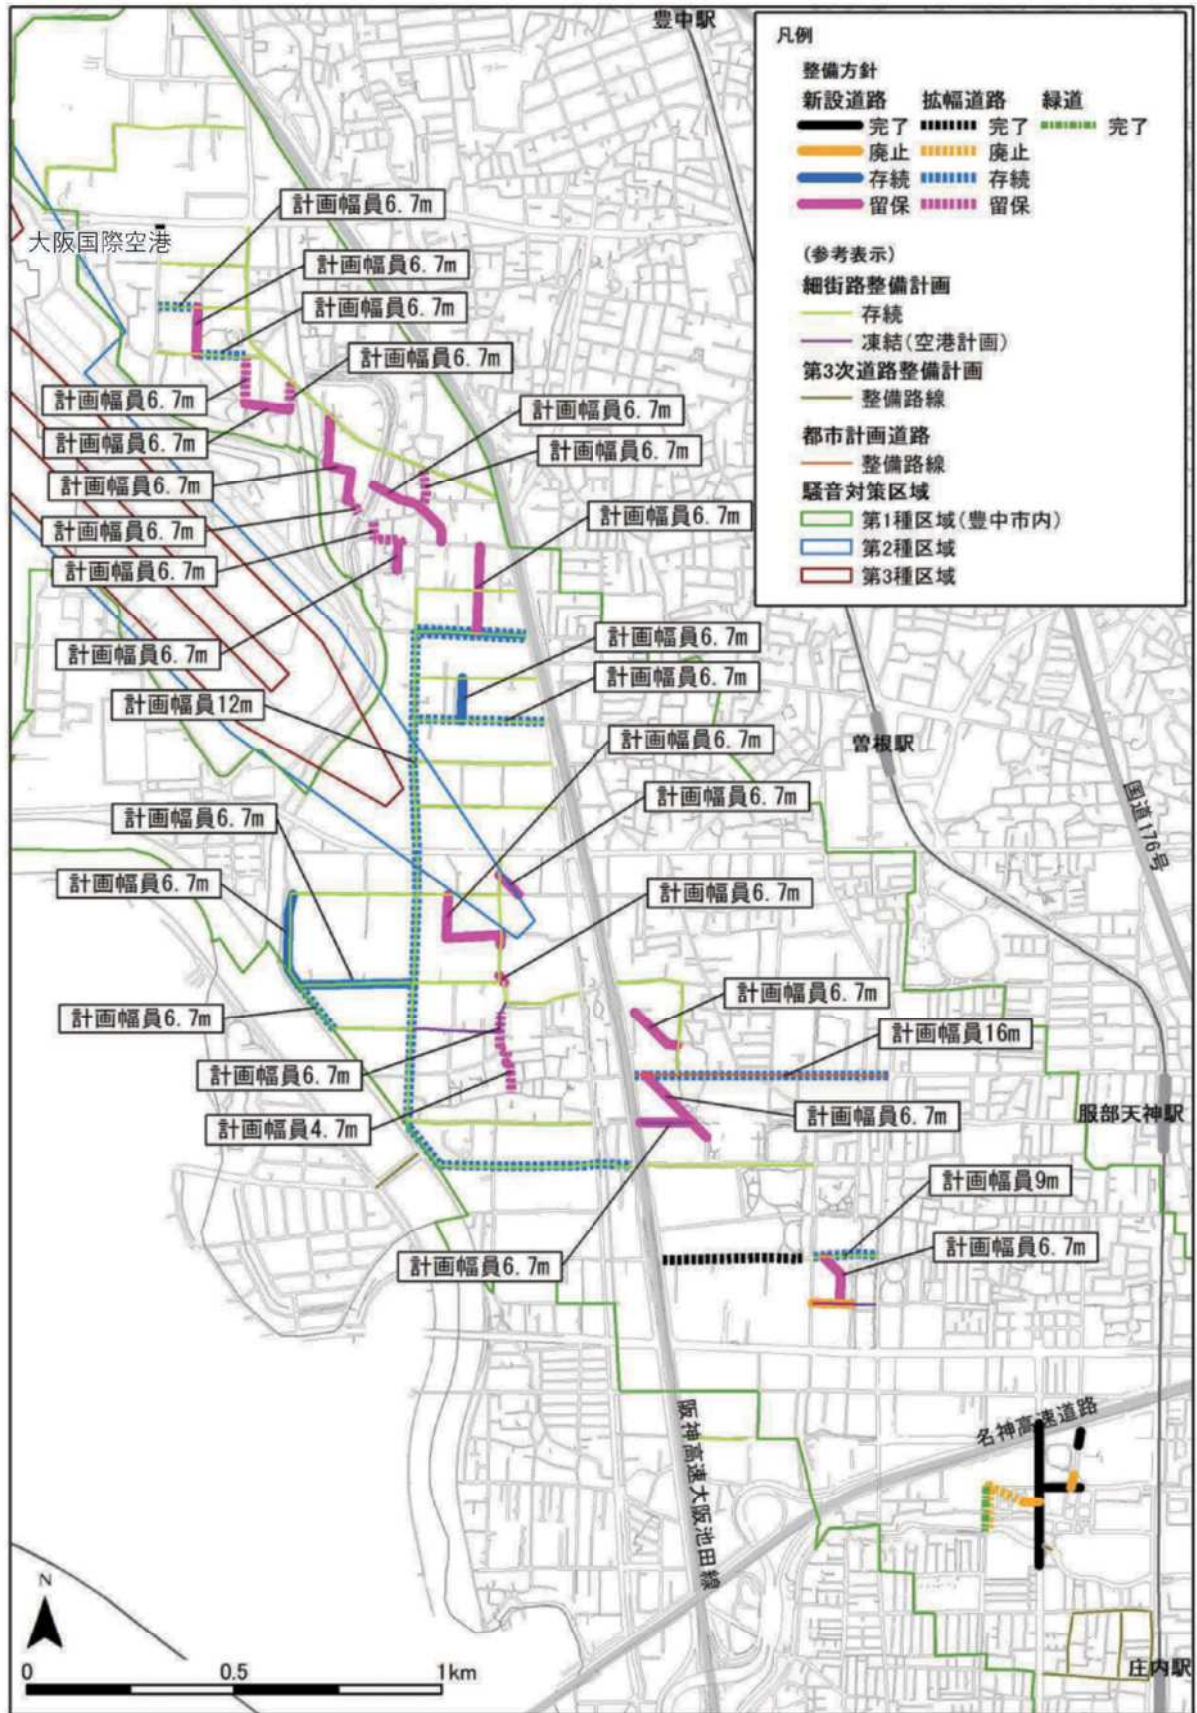 豊中駅
凡例
整備方針
新設道路 拡幅道路 緑道
完了 完了 完了
廃止 廃止
存続 存続
留保 留保
(参考表示)
細街路整備計画
存続
凍結(空港計画)
第3次道路整備計画
整備路線
都市計画道路
整備路線
騒音対策区域
第1種区域(豊中市内)
第2種区域
第3種区域
計画幅員6.7m
大阪国際空港
計画幅員6.7m
計画幅員6.7m
計画幅員6.7m
計画幅員6.7m
計画幅員6.7m
計画幅員6.7m
計画幅員6.7m
計画幅員6.7m
計画幅員6.7m
計画幅員6.7m
計画幅員6.7m
計画幅員6.7m
計画幅員6.7m
計画幅員6.7m
計画幅員12m
計画幅員6.7m
曽根駅
国道176号
計画幅員6.7m
計画幅員6.7m
計画幅員6.7m
計画幅員6.7m
計画幅員6.7m
計画幅員6.7m
計画幅員16m
計画幅員6.7m
計画幅員4.7m
計画幅員6.7m
服部天神駅
計画幅員9m
計画幅員6.7m
計画幅員6.7m
阪神高速大阪池田線
名神高速道路
N
0 0.5 1km
庄内駅